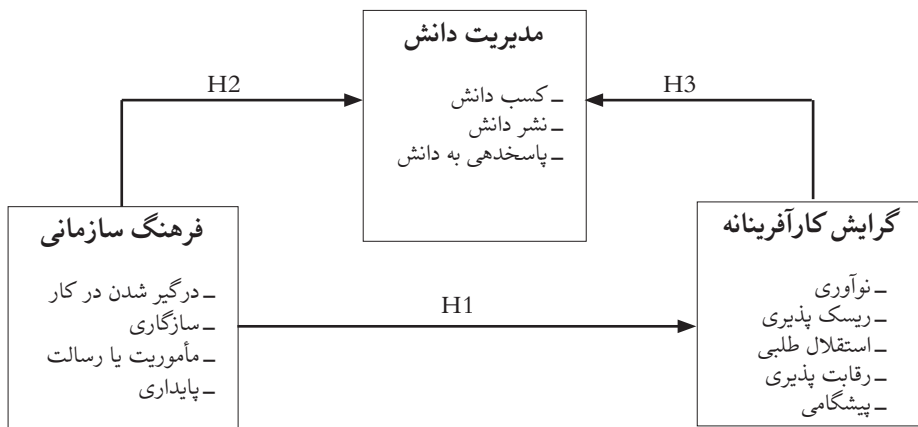 مدیریت دانش
ـ کسب دانش
ـ نشر دانش
ـ پاسخدهی به دانش
H3
H2
گرایش کارآفرینانه
ـ نوآوری
ـ ریسک پذیری
ـ استقلال طلبی
ـ رقابت پذیری
ـ پیشگامی
H1
فرهنگ سازمانی
ـ درگیر شدن در کار
ـ سازگاری
ـ مأموریت یا رسالت
ـ پایداری